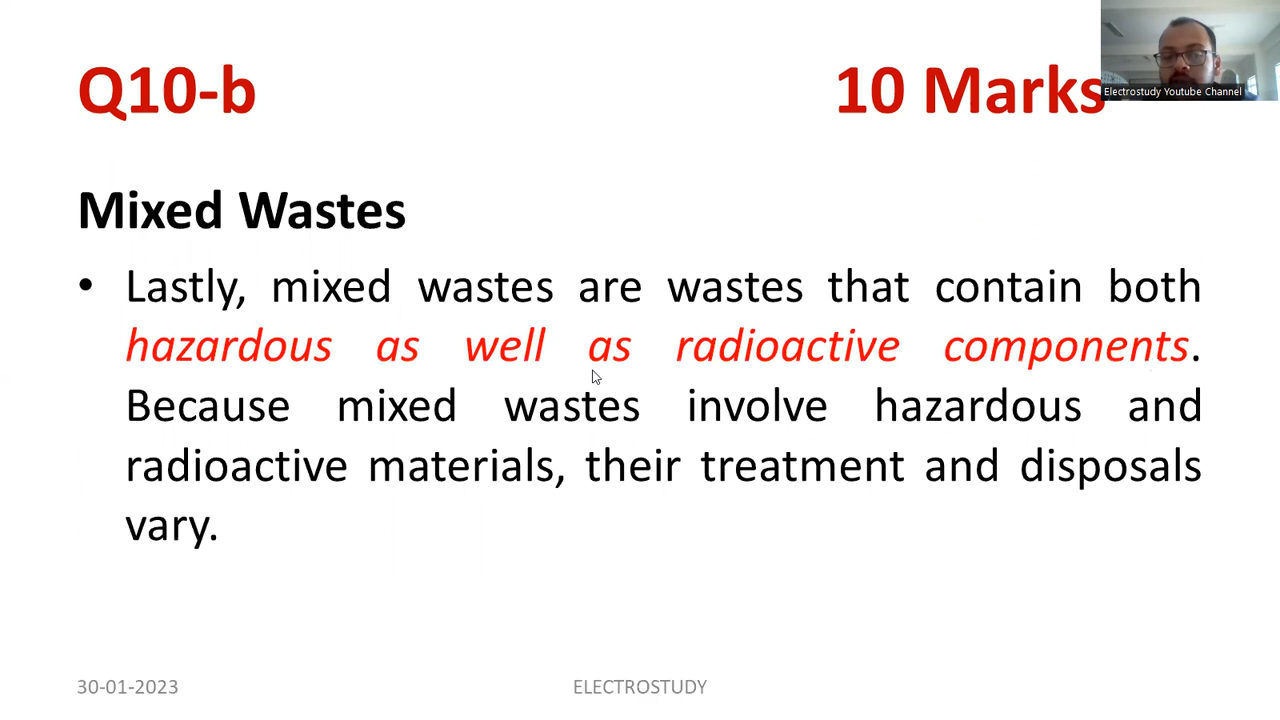 Q10-b 10 Marks
Electrostudy Youtube Channel
Mixed Wastes
• Lastly, mixed wastes are wastes that contain both
hazardous as well as radioactive components.
Because mixed wastes involve hazardous and
radioactive materials, their treatment and disposals
vary.
30-01-2023 ELECTROSTUDY